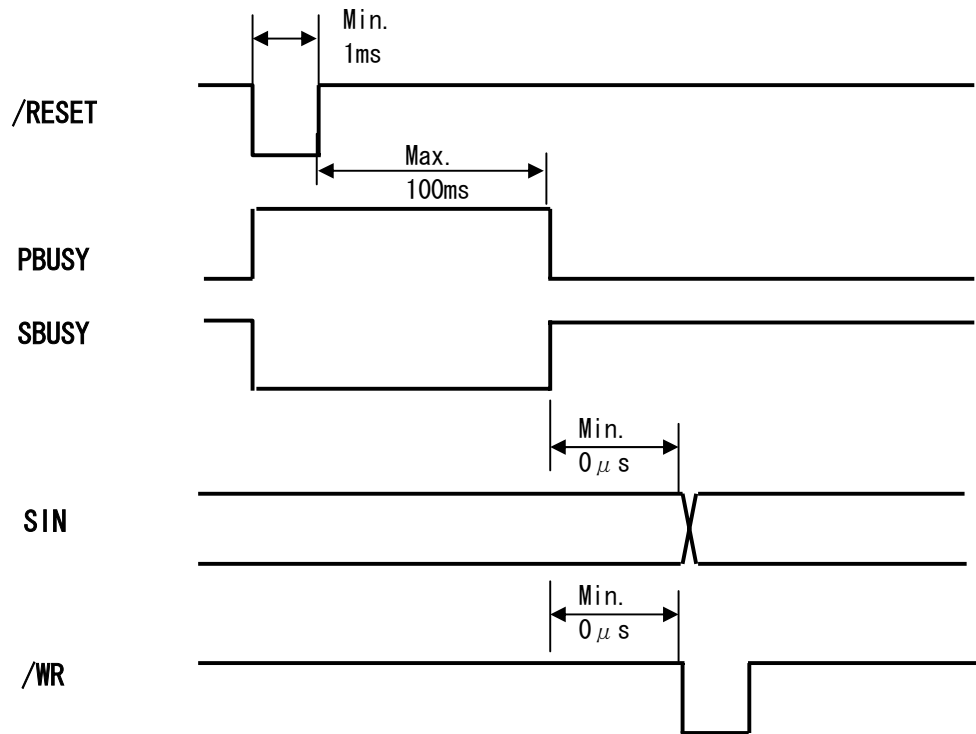 Min.
1ms
/RESET
Max.
100ms
PBUSY
SBUSY
Min.
0μs
SIN
Min.
0μs
/WR